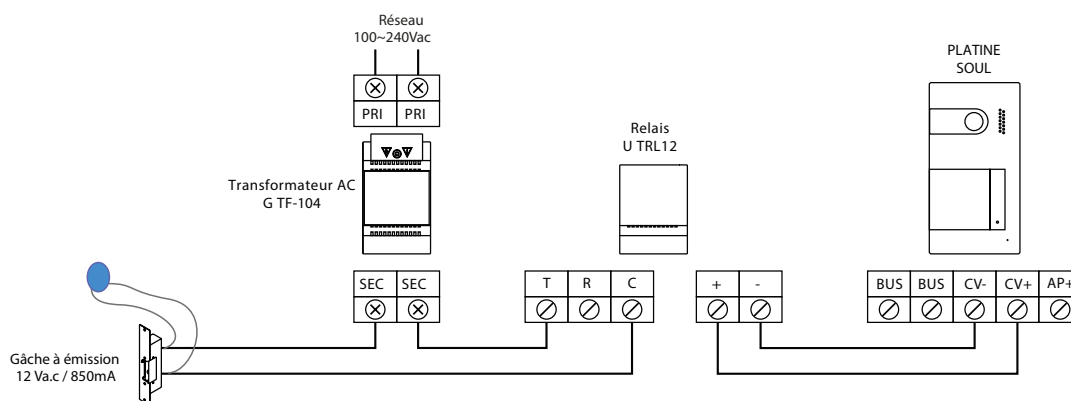 Réseau
100~240Vac
PLATINE
SOUL
PRI PRI
Relais
U TRL12
Transformateur AC
G TF-104
SEC SEC T R C + - BUS BUS CV- CV+ AP+
Gâche à émission
12 Va.c / 850mA